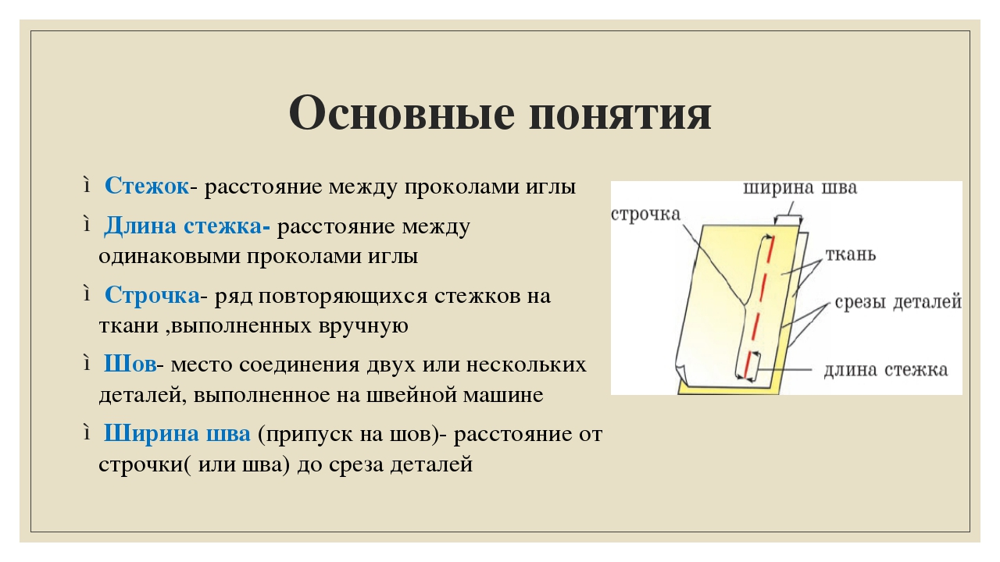 Основные понятия
ì Стежок- расстояние между проколами иглы
ì Длина стежка- расстояние между
одинаковыми проколами иглы
ì Строчка- ряд повторяющихся стежков на
ткани ,выполненных вручную
ì Шов- место соединения двух или нескольких
деталей, выполненное на швейной машине
ì Ширина шва (припуск на шов)- расстояние от
строчки( или шва) до среза деталей
ширина шва
строчка
ткань
срезы деталей
длина стежка